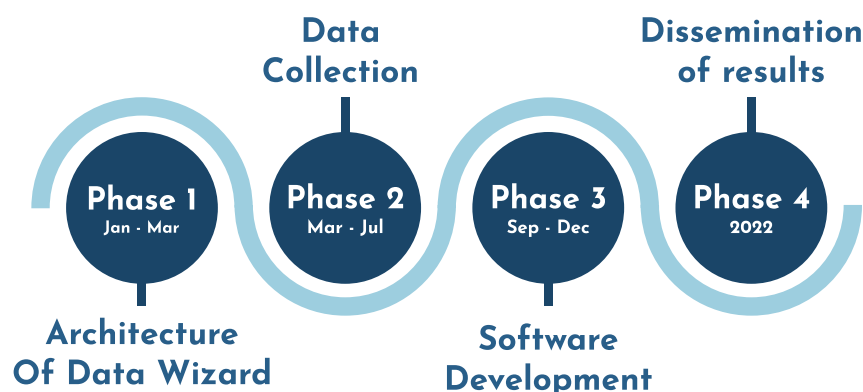 Data
Collection
Dissemination
of results
Phase 1
Jan - Mar
Phase 2
Mar - Jul
Phase 3
Sep - Dec
Phase 4
2022
Architecture
Of Data Wizard
Software
Development